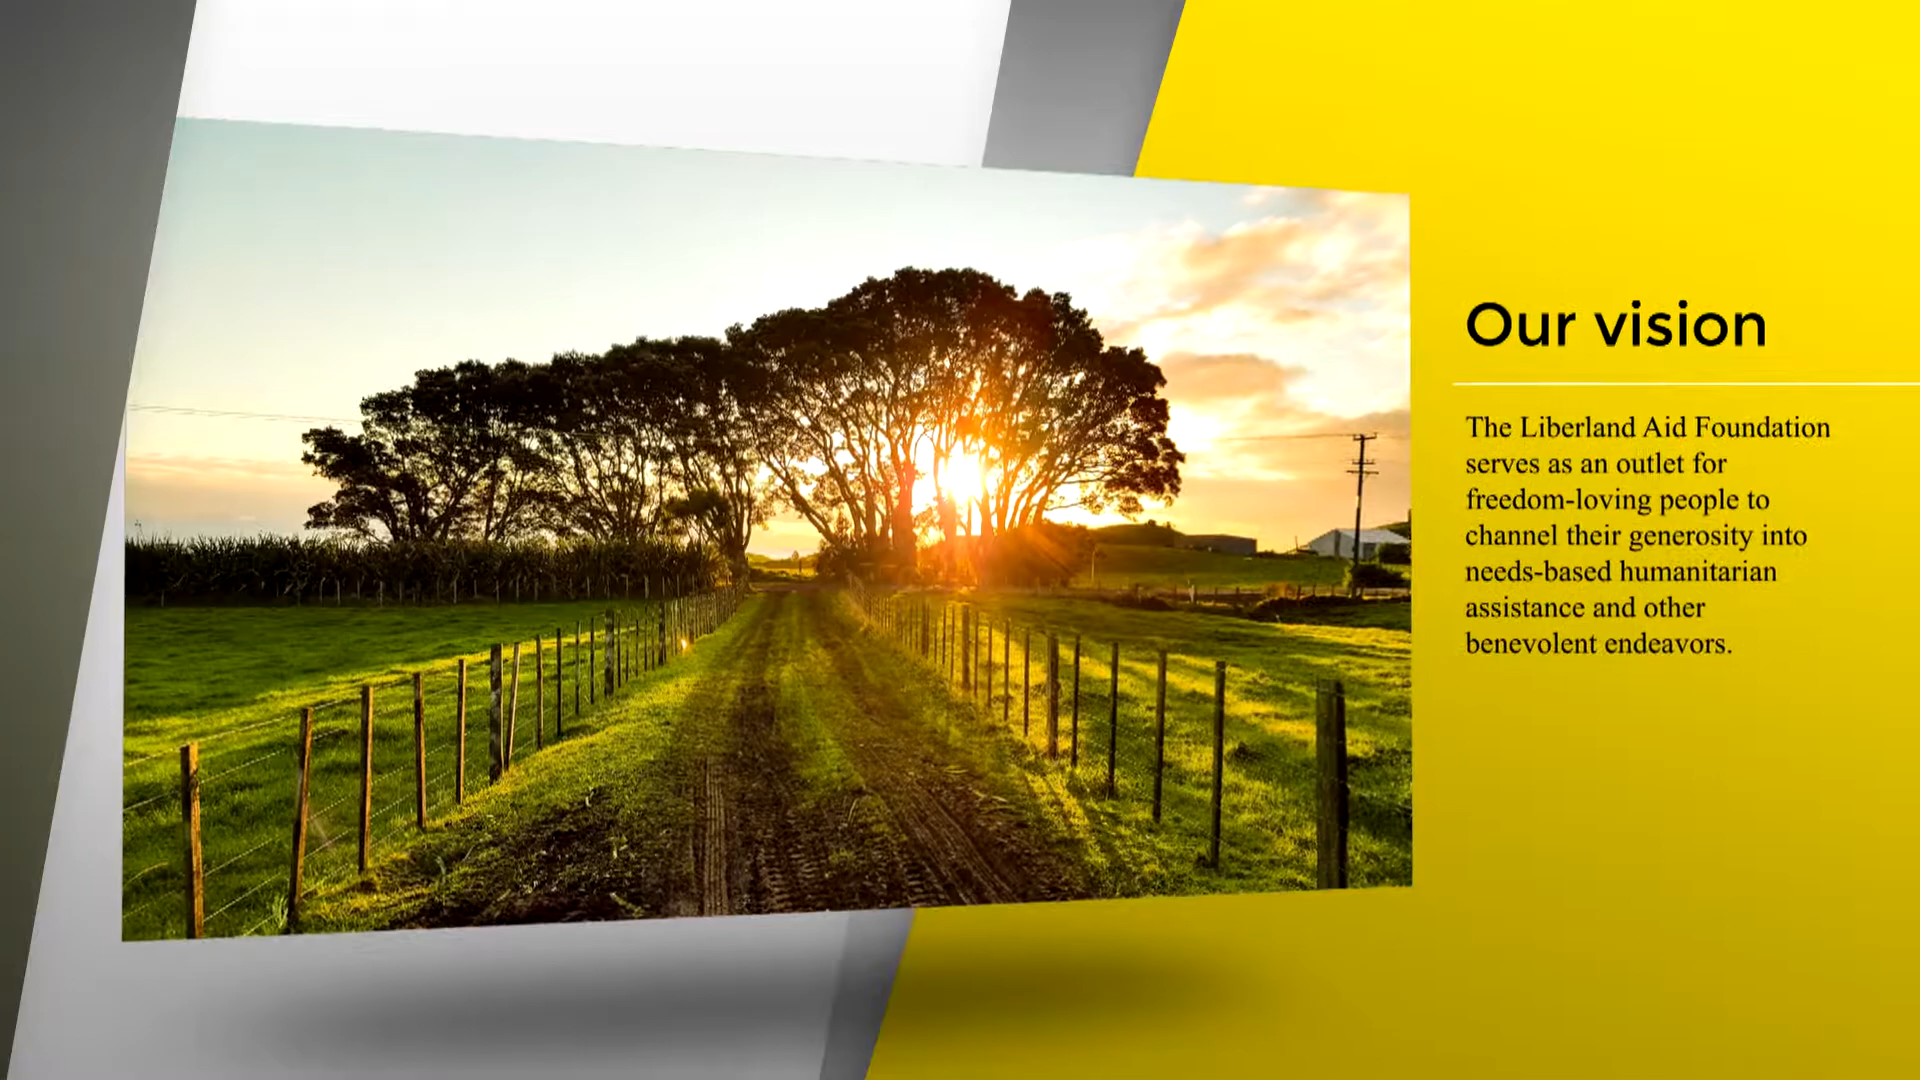 Our vision
The Liberland Aid Foundation
serves as an outlet for
freedom-loving people to
channel their generosity into
needs-based humanitarian
assistance and other
benevolent endeavors.